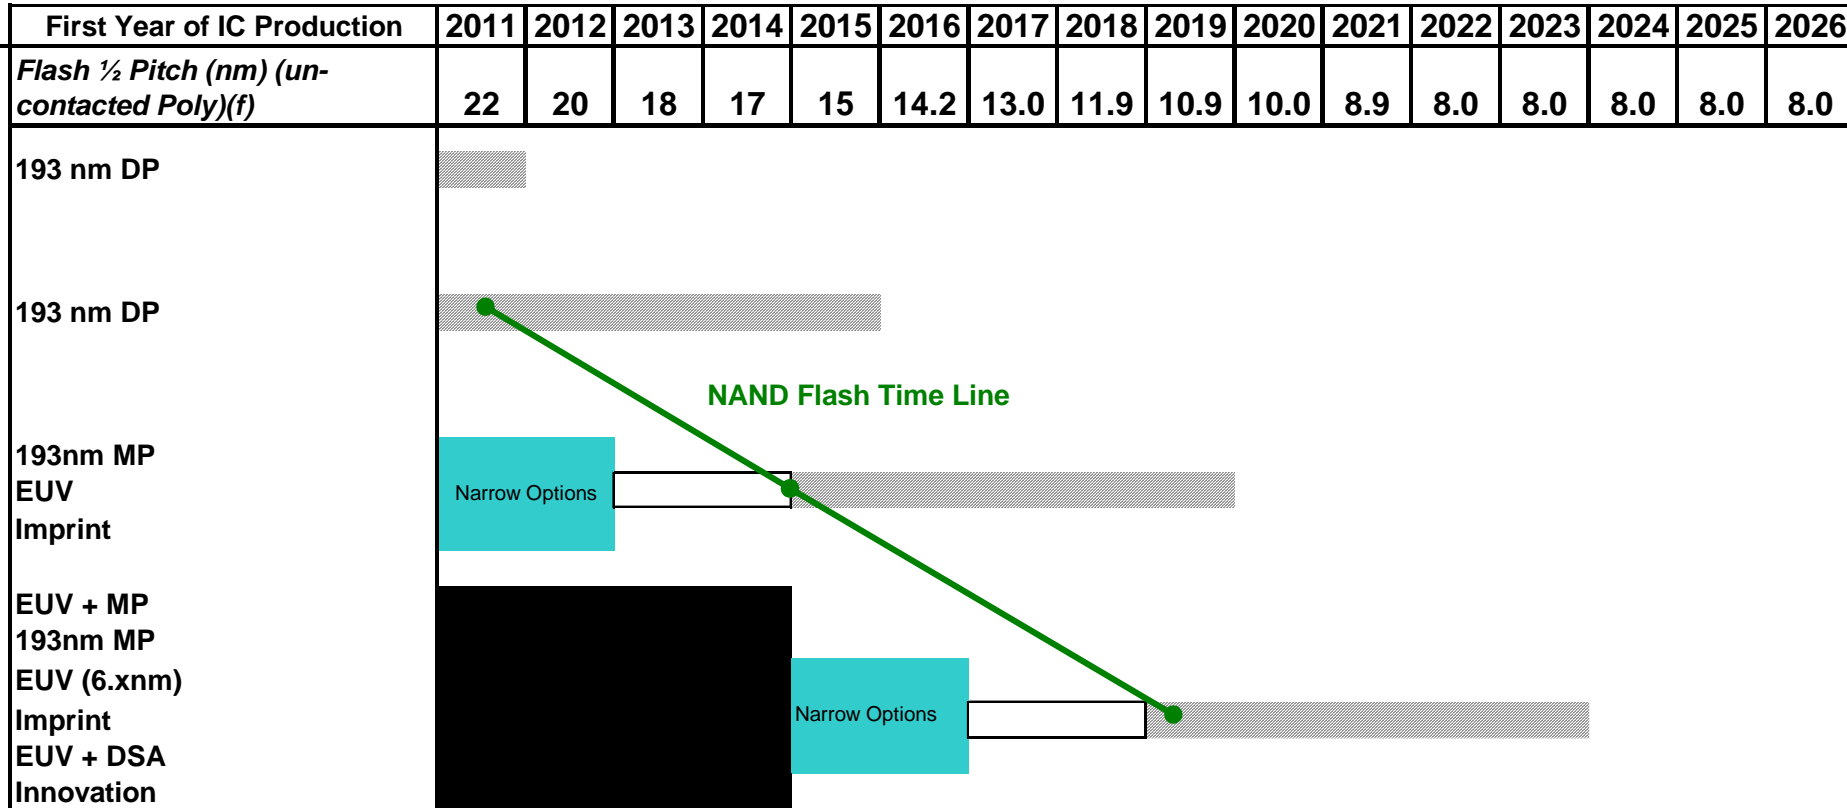 First Year of IC Production 2011 2012 2013 2014 2015 2016 2017 2018 2019 2020 2021 2022 2023 2024 2025 2026
Flash ½ Pitch (nm) (un-
contacted Poly)(f) 22 20 18 17 15 14.2 13.0 11.9 10.9 10.0 8.9 8.0 8.0 8.0 8.0 8.0
193 nm DP
193 nm DP
NAND Flash Time Line
193nm MP
EUV
Narrow Options
Imprint
EUV + MP
193nm MP
EUV (6.xnm)
Imprint
Narrow Options
EUV + DSA
Innovation